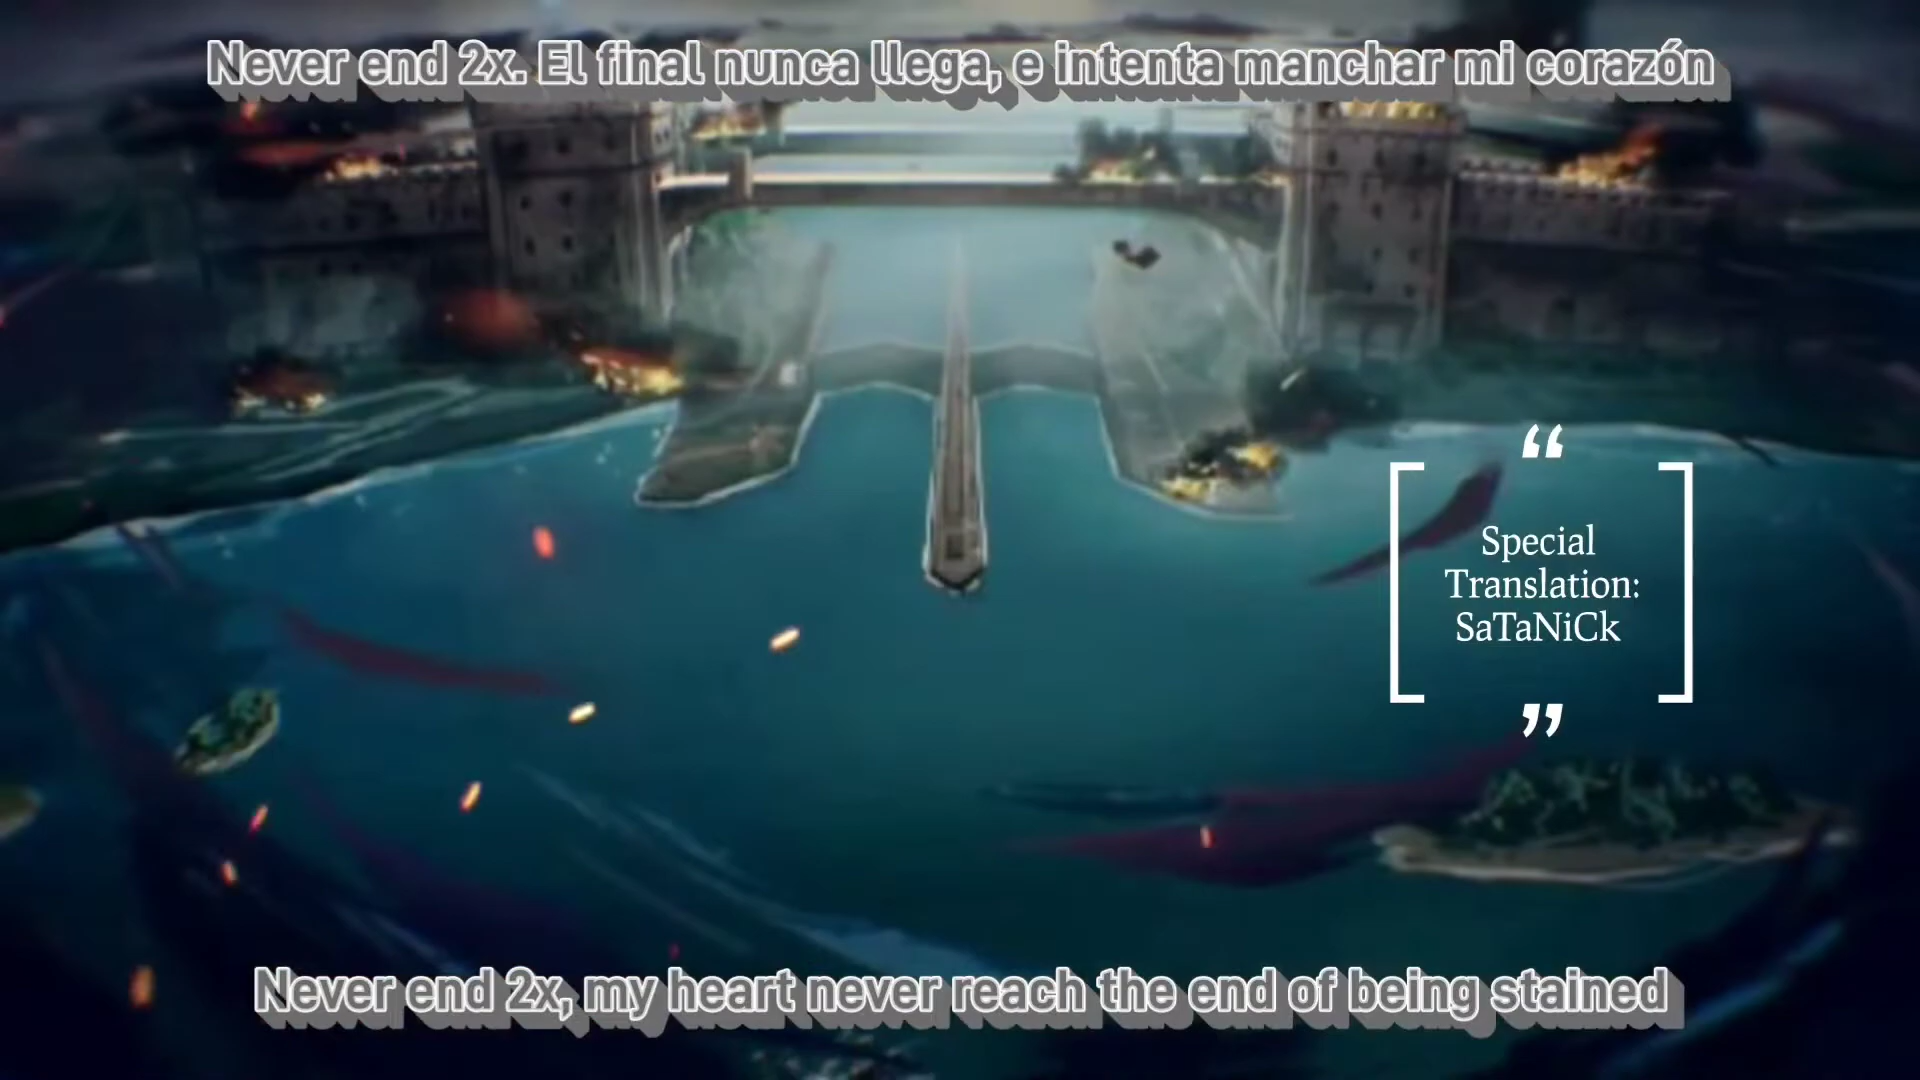 Never end 2x. El final nunca llega, e intenta manchar mi corazón
“
Special
Translation:
SaTaNiCk
”
Never end 2x, my heart never reach the end of being stained